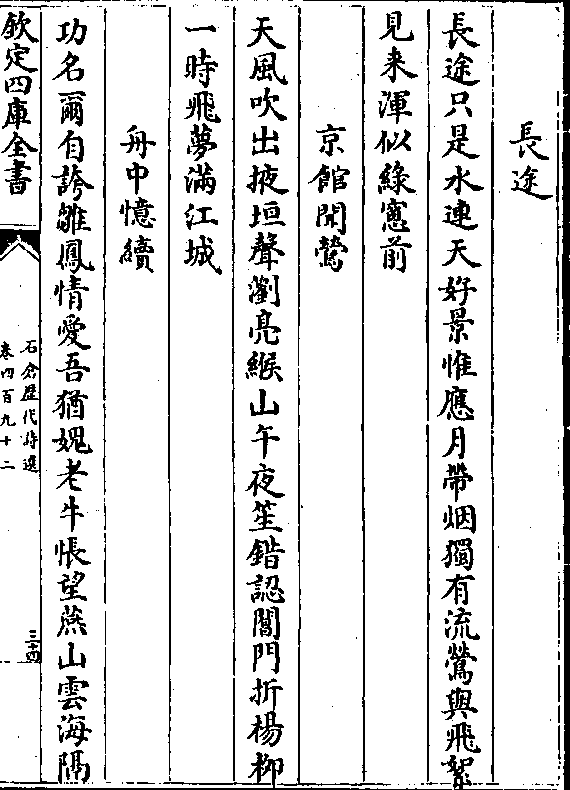 長途
長途只是水連天好景惟應月帶烟獨有流鶯與飛絮
見来渾似綠窻前
京館聞鶯
天風吹出掖垣聲瀏亮緱山午夜笙錯認閶門折楊柳
一時飛夢滿江城
舟中憶續
功名爾自誇雛鳳情愛吾猶媿老牛悵望燕山雲海隔
欽定四庫全書
石倉歷代詩選
卷四百九十二
三十四